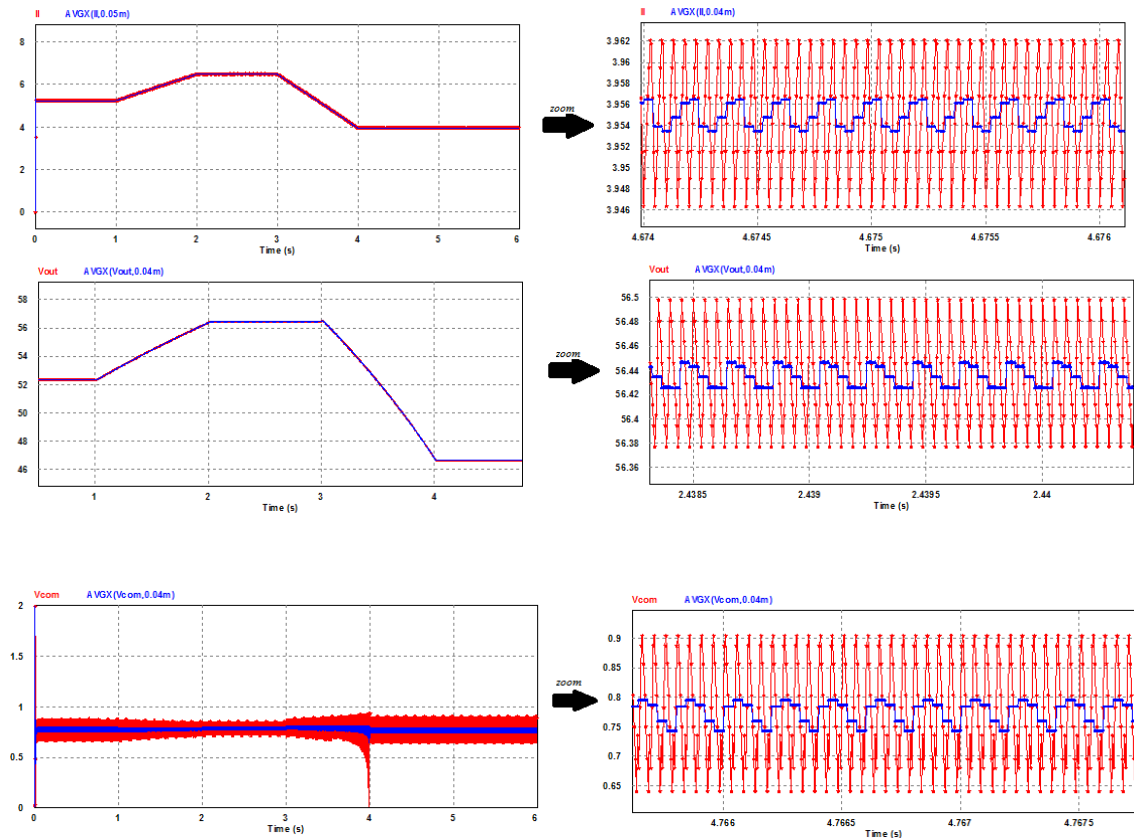 Il AVGX(Il,0.05m)
8
6
4
2
0
0 1 2 3 4 5 6
Time (s)
zoom
Il AVGX(Il,0.04m)
3.962
3.96
3.958
3.956
3.954
3.952
3.95
3.948
3.946
4.674 4.6745 4.675 4.6755 4.676
Time (s)
Vout AVGX(Vout,0.04m)
58
56
54
52
50
48
46
1 2 3 4
Time (s)
zoom
Vout AVGX(Vout,0.04m)
56.5
56.48
56.46
56.44
56.42
56.4
56.38
56.36
2.4385 2.439 2.4395 2.44
Time (s)
Vcom AVGX(Vcom,0.04m)
2
1.5
1
0.5
0
0 1 2 3 4 5 6
Time (s)
zoom
Vcom AVGX(Vcom,0.04m)
0.9
0.85
0.8
0.75
0.7
0.65
4.766 4.7665 4.767 4.7675
Time (s)